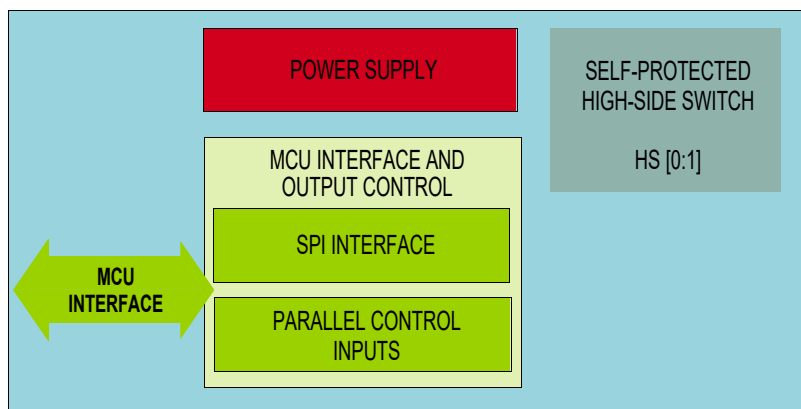 POWER SUPPLY
SELF-PROTECTED
HIGH-SIDE SWITCH
HS [0:1]
MCU INTERFACE AND
OUTPUT CONTROL
SPI INTERFACE
MCU
INTERFACE
PARALLEL CONTROL
INPUTS